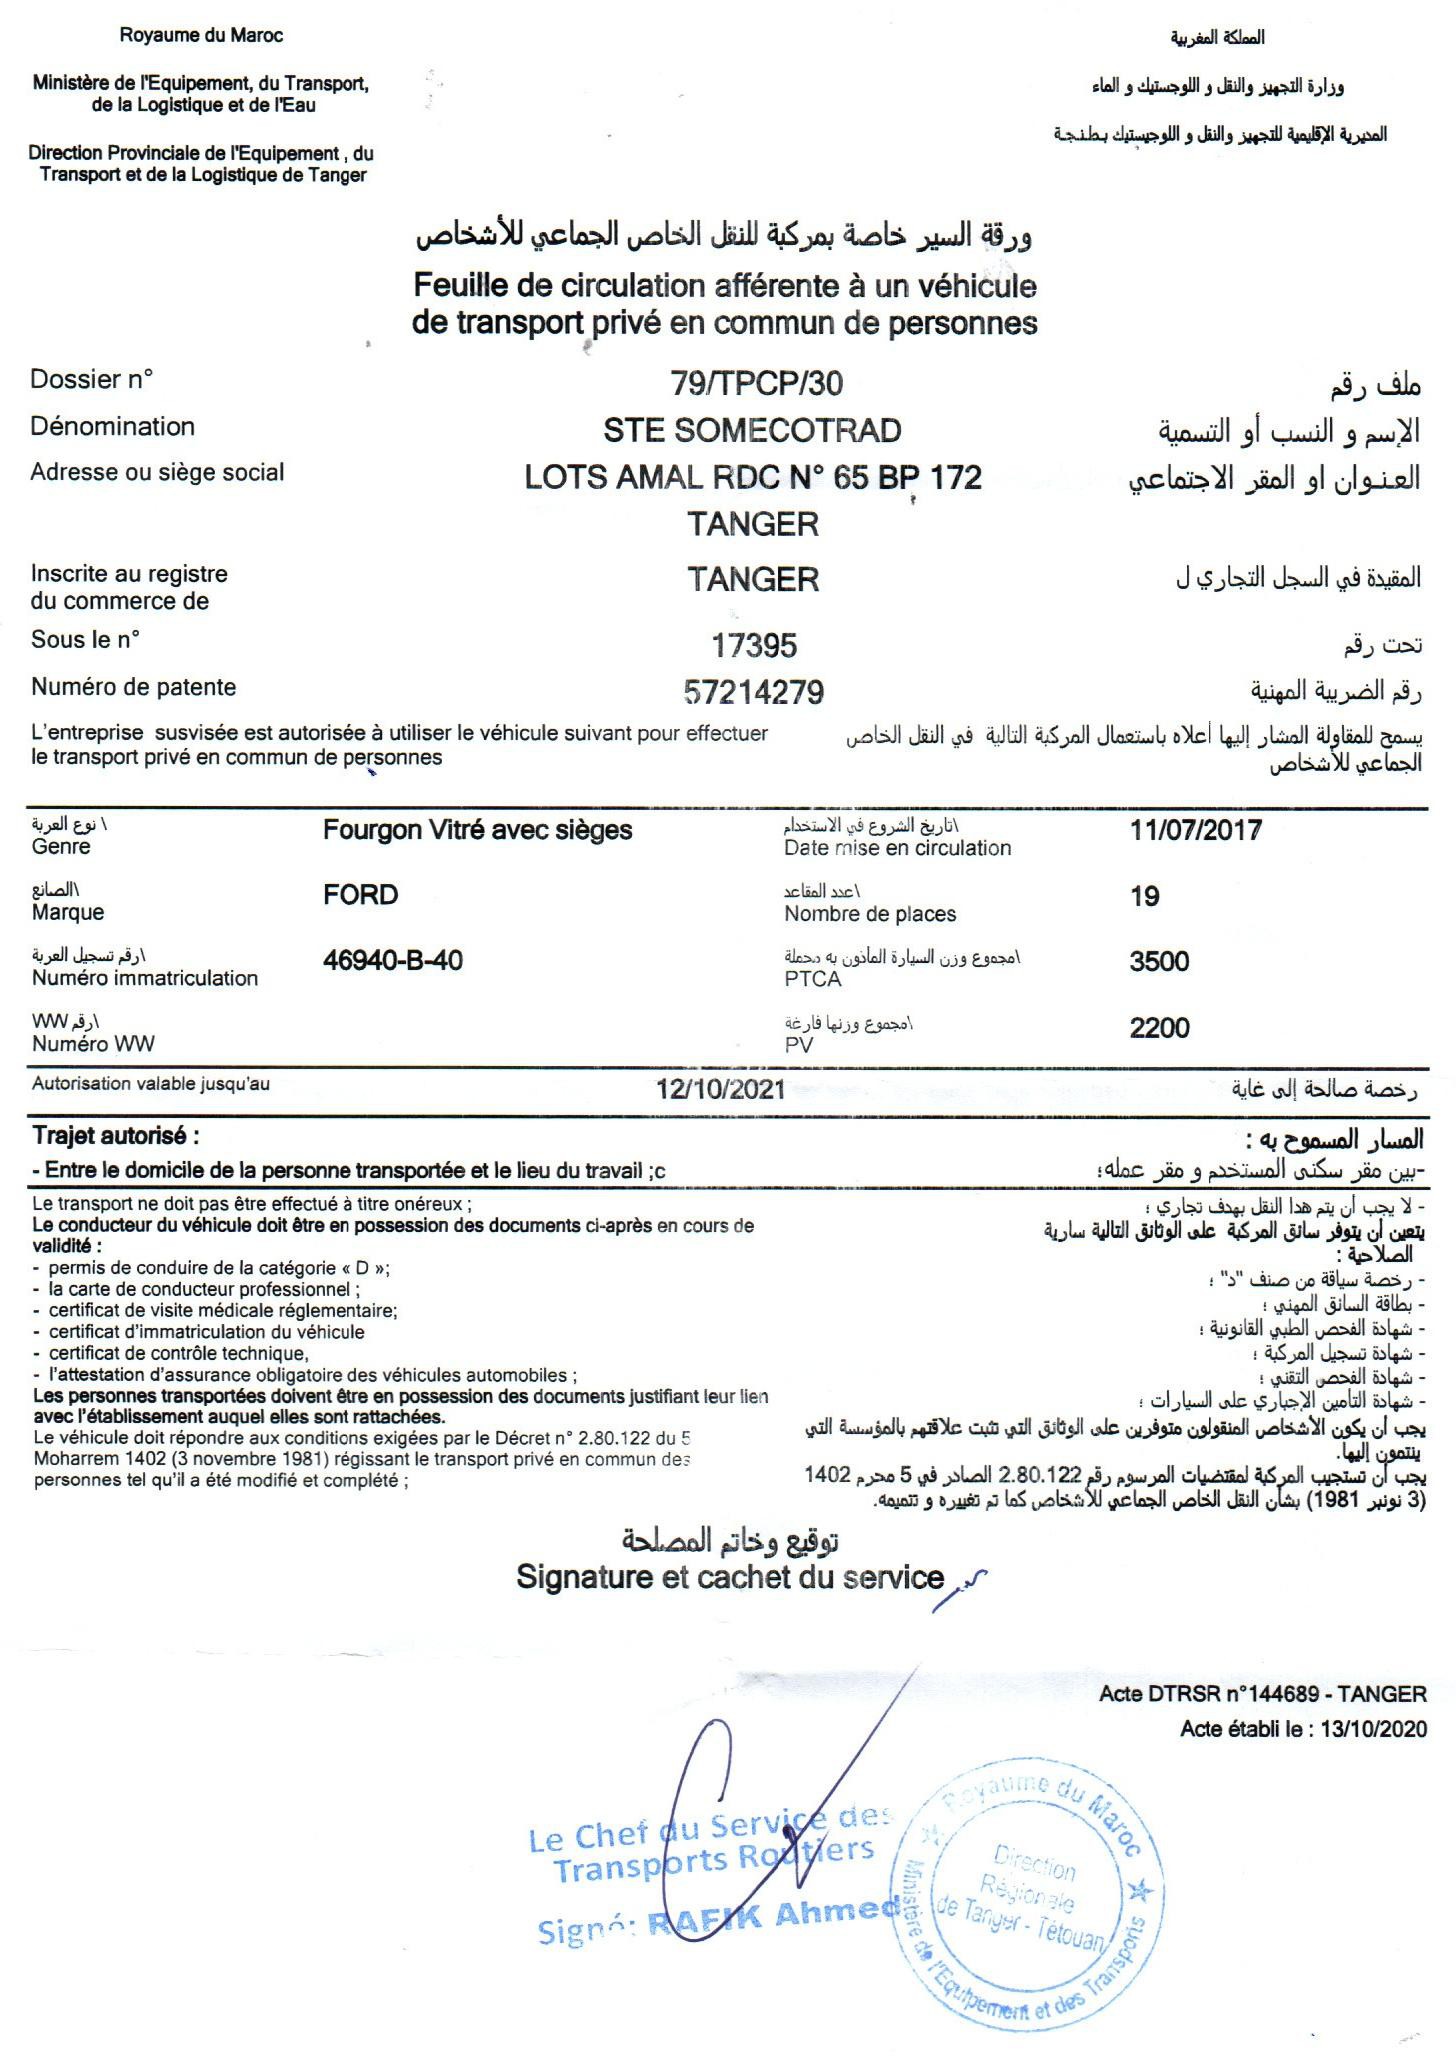 Royaume du Maroc
المملكة المغربية
Ministère de l'Equipement, du Transport,
de la Logistique et de l'Eau
وزارة التجهيز والنقل و اللوجستيك و الماء
Direction Provinciale de l'Equipement , du
Transport et de la Logistique de Tanger
المديرية الإقليمية للتجهيز والنقل و اللوجيستيك بـطـنـجـة
ورقة السير خاصة بمركبة للنقل الخاص الجماعي للأشخاص
Feuille de circulation afférente à un véhicule
de transport privé en commun de personnes
Dossier n° 79/TPCP/30 ملف رقم
Dénomination STE SOMECOTRAD الإسم و النسب أو التسمية
Adresse ou siège social LOTS AMAL RDC N° 65 BP 172 العـنـوان او المقر الاجتماعي
TANGER
Inscrite au registre TANGER المقيدة في السجل التجاري ل
du commerce de
Sous le n° 17395 تحت رقم
Numéro de patente 57214279 رقم الضريبة المهنية
L'entreprise susvisée est autorisée à utiliser le véhicule suivant pour effectuer
le transport privé en commun de personnes
يسمح للمقاولة المشار إليها أعلاه باستعمال المركبة التالية في النقل الخاص
الجماعي للأشخاص
نوع العربة \
Genre
Fourgon Vitré avec sièges
تاريخ الشروع في الاستخدام\
Date mise en circulation
11/07/2017
الصانع\
Marque
FORD
عدد المقاعد\
Nombre de places
19
رقم تسجيل العربة\
Numéro immatriculation
46940-B-40
مجموع وزن السيارة المأذون به محملة\
PTCA
3500
رقم WW\
Numéro WW
مجموع وزنها فارغة\
PV
2200
Autorisation valable jusqu'au 12/10/2021 رخصة صالحة إلى غاية
Trajet autorisé :
المسار المسموح به :
- Entre le domicile de la personne transportée et le lieu du travail ;c
-بين مقر سكنى المستخدم و مقر عمله؛
Le transport ne doit pas être effectué à titre onéreux ;
Le conducteur du véhicule doit être en possession des documents ci-après en cours de
validité :
- permis de conduire de la catégorie « D »;
- la carte de conducteur professionnel ;
- certificat de visite médicale réglementaire;
- certificat d'immatriculation du véhicule
- certificat de contrôle technique,
- l'attestation d'assurance obligatoire des véhicules automobiles ;
Les personnes transportées doivent être en possession des documents justifiant leur lien
avec l'établissement auquel elles sont rattachées.
Le véhicule doit répondre aux conditions exigées par le Décret n° 2.80.122 du 5
Moharrem 1402 (3 novembre 1981) régissant le transport privé en commun des
personnes tel qu'il a été modifié et complété ;
- لا يجب أن يتم هدا النقل بهدف تجاري ؛
يتعين أن يتوفر سائق المركبة على الوثائق التالية سارية
الصلاحية :
- رخصة سياقة من صنف "د" ؛
- بطاقة السائق المهني ؛
- شهادة الفحص الطبي القانونية ؛
- شهادة تسجيل المركبة ؛
- شهادة الفحص التقني ؛
- شهادة التأمين الإجباري على السيارات ؛
يجب أن يكون الأشخاص المنقولون متوفرين على الوثائق التي تثبت علاقتهم بالمؤسسة التي
ينتمون إليها.
يجب أن تستجيب المركبة لمقتضيات المرسوم رقم 2.80.122 الصادر في 5 محرم 1402
(3 نونبر 1981) بشأن النقل الخاص الجماعي للأشخاص كما تم تغييره و تتميمه.
توقيع وخاتم المصلحة
Signature et cachet du service
Acte DTRSR n°144689 - TANGER
Acte établi le : 13/10/2020
Le Chef du Service des
Transports Routiers
Signé: RAFIK Ahmed
Royaume du Maroc
Direction
Régionale
de Tanger - Tétouan
Ministère de l'Equipement et des Transports